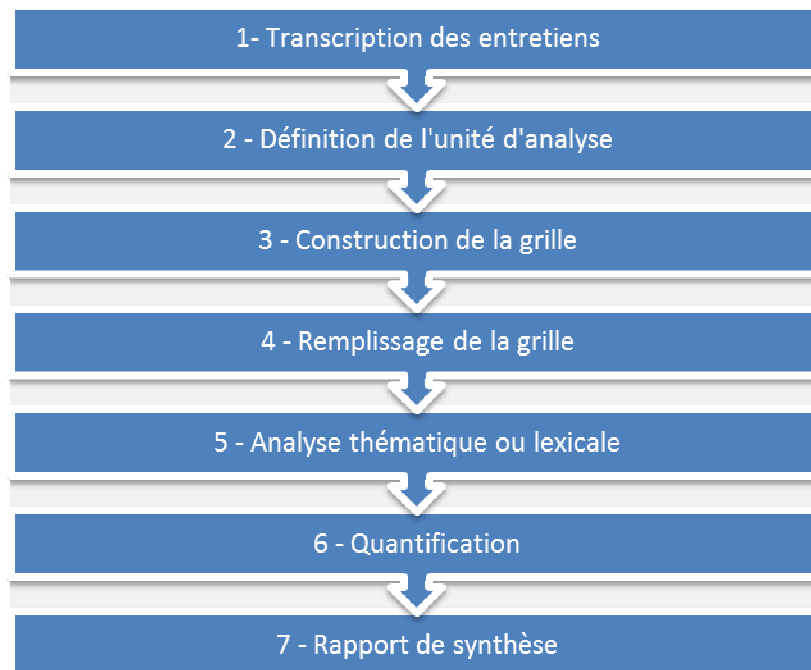 1- Transcription des entretiens
2 - Définition de l'unité d'analyse
3 - Construction de la grille
4 - Remplissage de la grille
5 - Analyse thématique ou lexicale
6 - Quantification
7 - Rapport de synthèse